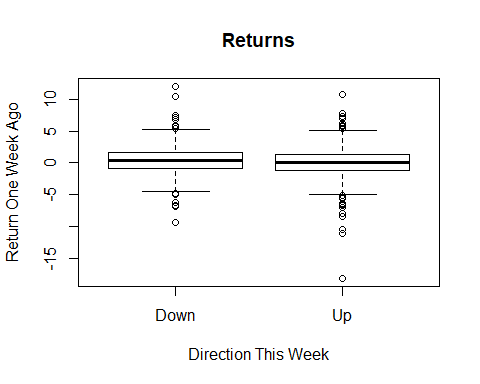 Returns
Return One Week Ago
10
5
0
-5
-15
Down
Up
Direction This Week